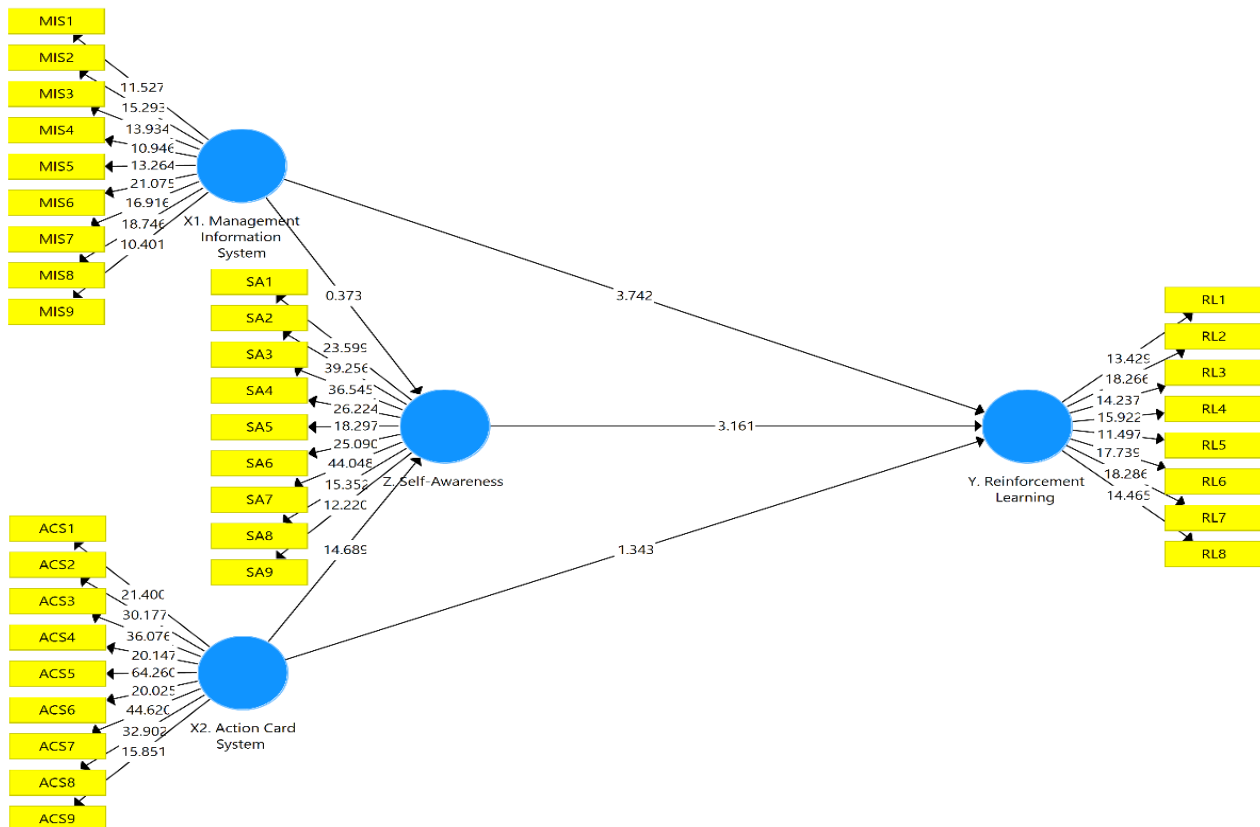 MIS1
MIS2
MIS3
MIS4
MIS5
MIS6
MIS7
MIS8
MIS9
11.527
15.293
13.934
10.946
13.264
21.075
16.916
18.746
10.401
X1. Management
Information
System
0.373
3.742
SA1
SA2
SA3
SA4
SA5
SA6
SA7
SA8
SA9
23.599
39.256
36.545
26.224
18.297
25.090
44.048
15.352
12.220
Z. Self-Awareness
3.161
14.689
1.343
RL1
RL2
RL3
RL4
RL5
RL6
RL7
RL8
13.429
18.266
14.237
15.922
11.497
17.739
18.286
14.465
Y. Reinforcement
Learning
ACS1
ACS2
ACS3
ACS4
ACS5
ACS6
ACS7
ACS8
ACS9
21.400
30.177
36.076
20.147
64.260
20.025
44.620
32.902
15.851
X2. Action Card
System